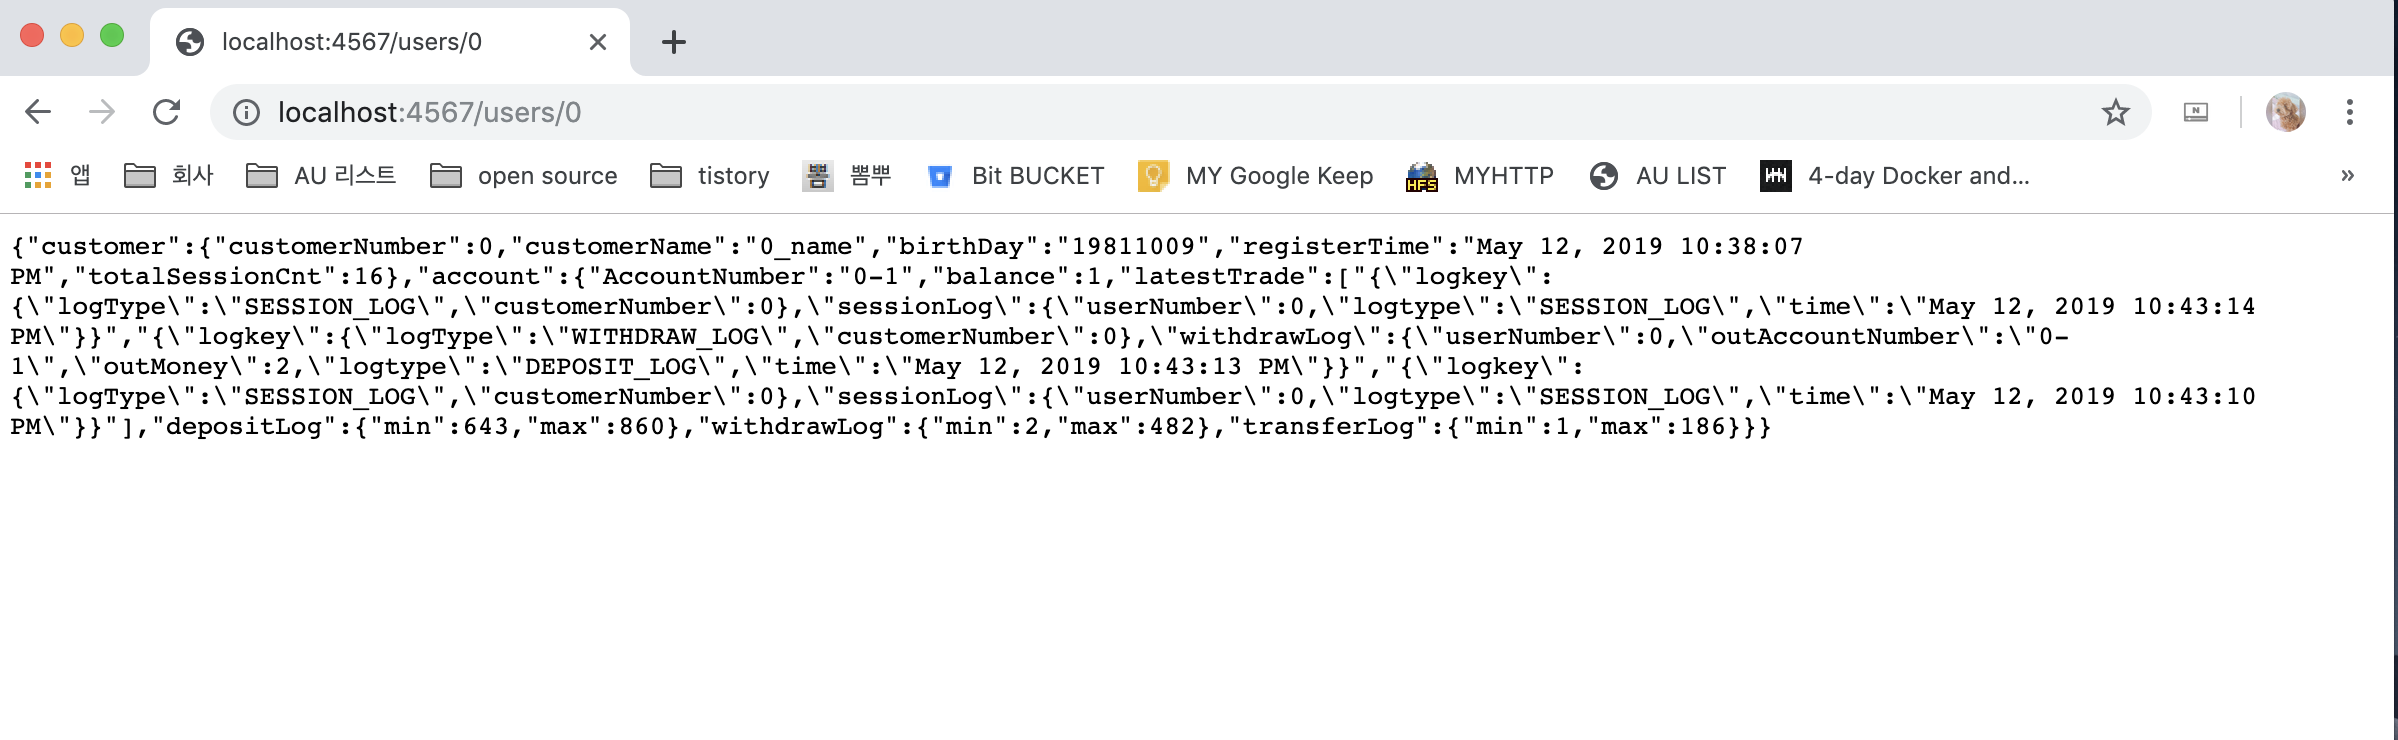 localhost:4567/users/0
localhost:4567/users/0
앱 회사 AU 리스트 open source tistory 뽐 뽐뿌 Bit BUCKET MY Google Keep HFS MYHTTP AU LIST 4-day Docker and... »
{"customer":{"customerNumber":0,"customerName":"0_name","birthDay":"19811009","registerTime":"May 12, 2019 10:38:07
PM","totalSessionCnt":16},"account":{"AccountNumber":"0-1","balance":1,"latestTrade":["{\"logkey\":
{\"logType\":\"SESSION_LOG\",\"customerNumber\":0},\"sessionLog\":{\"userNumber\":0,\"logtype\":\"SESSION_LOG\",\"time\":\"May 12, 2019 10:43:14
PM\"}}","{\"logkey\":{\"logType\":\"WITHDRAW_LOG\",\"customerNumber\":0},\"withdrawLog\":{\"userNumber\":0,\"outAccountNumber\":\"0-
1\",\"outMoney\":2,\"logtype\":\"DEPOSIT_LOG\",\"time\":\"May 12, 2019 10:43:13 PM\"}}","{\"logkey\":
{\"logType\":\"SESSION_LOG\",\"customerNumber\":0},\"sessionLog\":{\"userNumber\":0,\"logtype\":\"SESSION_LOG\",\"time\":\"May 12, 2019 10:43:10
PM\"}}"],"depositLog":{"min":643,"max":860},"withdrawLog":{"min":2,"max":482},"transferLog":{"min":1,"max":186}}}